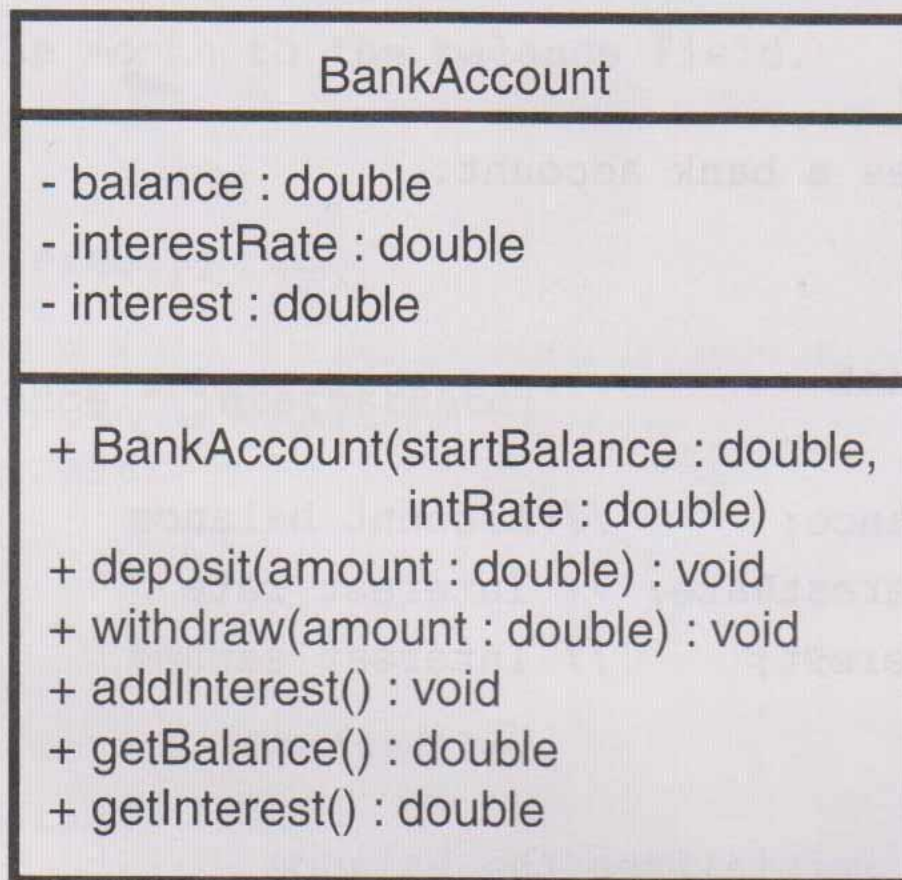 BankAccount
- balance : double
- interestRate : double
- interest : double
+ BankAccount(startBalance : double,
intRate : double)
+ deposit(amount : double) : void
+ withdraw(amount : double) : void
+ addInterest() : void
+ getBalance() : double
+ getInterest() : double